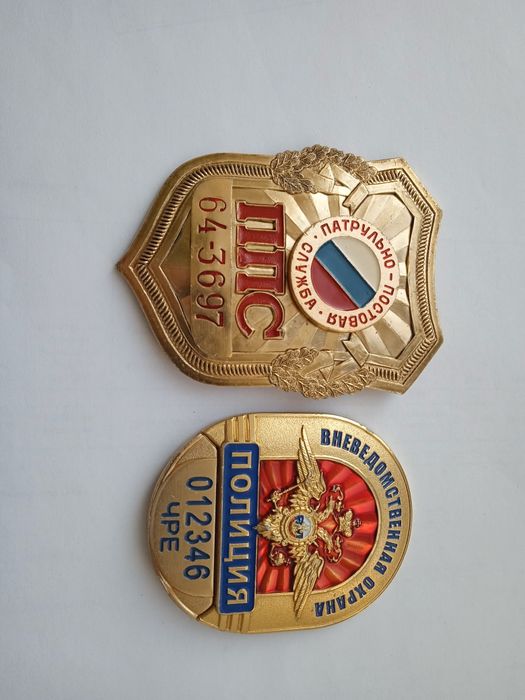 · ПАТРУЛЬНО-ПОСТОВАЯ ·
СЛУЖБА
ППС
64-3697
ВНЕВЕДОМСТВЕННАЯ ОХРАНА
ПОЛИЦИЯ
012346
ЧРЕ